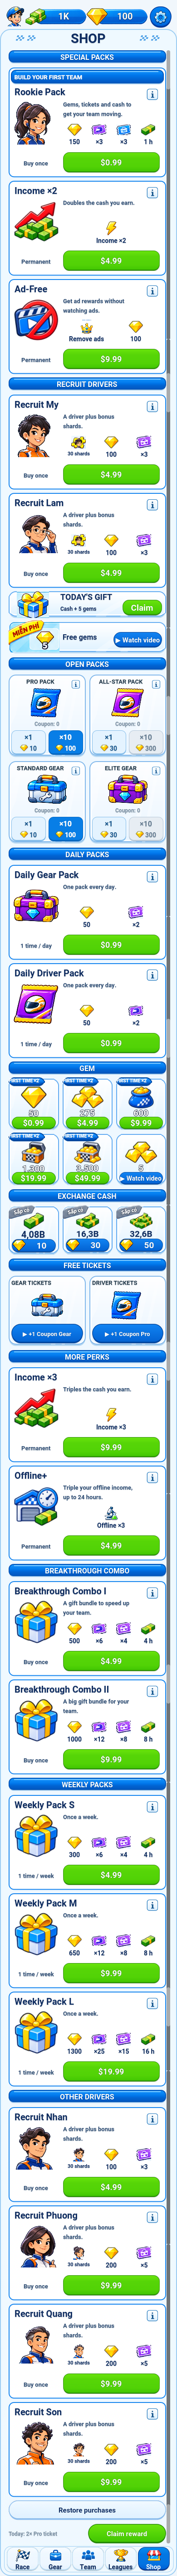 1K
100
SHOP
SPECIAL PACKS
BUILD YOUR FIRST TEAM
Rookie Pack
Gems, tickets and cash to
get your team moving.
150 ×3 ×3 1 h
Buy once
$0.99
Income ×2
Doubles the cash you earn.
Income ×2
Permanent
$4.99
Ad-Free
Get ad rewards without
watching ads.
Remove ads 100
Permanent
$9.99
RECRUIT DRIVERS
Recruit My
A driver plus bonus
shards.
30 shards 100 ×3
Buy once
$4.99
Recruit Lam
A driver plus bonus
shards.
30 shards 100 ×3
Buy once
$4.99
TODAY'S GIFT
Cash + 5 gems
Claim
MIỄN PHÍ
5
Free gems
▶ Watch video
OPEN PACKS
PRO PACK
Coupon: 0
×1 ×10
10 100
ALL-STAR PACK
Coupon: 0
×1 ×10
30 300
STANDARD GEAR
Coupon: 0
×1 ×10
10 100
ELITE GEAR
Coupon: 0
×1 ×10
30 300
DAILY PACKS
Daily Gear Pack
One pack every day.
50 ×2
1 time / day
$0.99
Daily Driver Pack
One pack every day.
50 ×2
1 time / day
$0.99
GEM
FIRST TIME ×2
50
$0.99
FIRST TIME ×2
275
$4.99
FIRST TIME ×2
600
$9.99
FIRST TIME ×2
1,300
$19.99
FIRST TIME ×2
3,500
$49.99
5
▶ Watch video
EXCHANGE CASH
Sắp có
4,08B
10
Sắp có
16,3B
30
Sắp có
32,6B
50
FREE TICKETS
GEAR TICKETS
▶ +1 Coupon Gear
DRIVER TICKETS
▶ +1 Coupon Pro
MORE PERKS
Income ×3
Triples the cash you earn.
Income ×3
Permanent
$9.99
Offline+
Triple your offline income,
up to 24 hours.
Offline ×3
Permanent
$4.99
BREAKTHROUGH COMBO
Breakthrough Combo I
A gift bundle to speed up
your team.
500 ×6 ×4 4 h
Buy once
$4.99
Breakthrough Combo II
A big gift bundle for your
team.
1000 ×12 ×8 8 h
Buy once
$9.99
WEEKLY PACKS
Weekly Pack S
Once a week.
300 ×6 ×4 4 h
1 time / week
$4.99
Weekly Pack M
Once a week.
650 ×12 ×8 8 h
1 time / week
$9.99
Weekly Pack L
Once a week.
1300 ×25 ×15 16 h
1 time / week
$19.99
OTHER DRIVERS
Recruit Nhan
A driver plus bonus
shards.
30 shards 100 ×3
Buy once
$4.99
Recruit Phuong
A driver plus bonus
shards.
30 shards 200 ×5
Buy once
$9.99
Recruit Quang
A driver plus bonus
shards.
30 shards 200 ×5
Buy once
$9.99
Recruit Son
A driver plus bonus
shards.
30 shards 200 ×5
Buy once
$9.99
Restore purchases
Today: 2× Pro ticket
Claim reward
Race Gear Team Leagues Shop